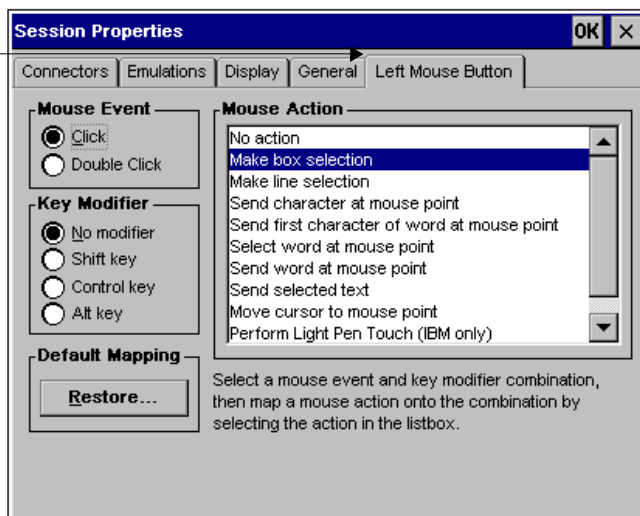 Session Properties
OK
Connectors Emulations Display General Left Mouse Button
Mouse Event
Click
Double Click
Key Modifier
No modifier
Shift key
Control key
Alt key
Default Mapping
Restore...
Mouse Action
No action
Make box selection
Make line selection
Send character at mouse point
Send first character of word at mouse point
Select word at mouse point
Send word at mouse point
Send selected text
Move cursor to mouse point
Perform Light Pen Touch (IBM only)
Select a mouse event and key modifier combination,
then map a mouse action onto the combination by
selecting the action in the listbox.